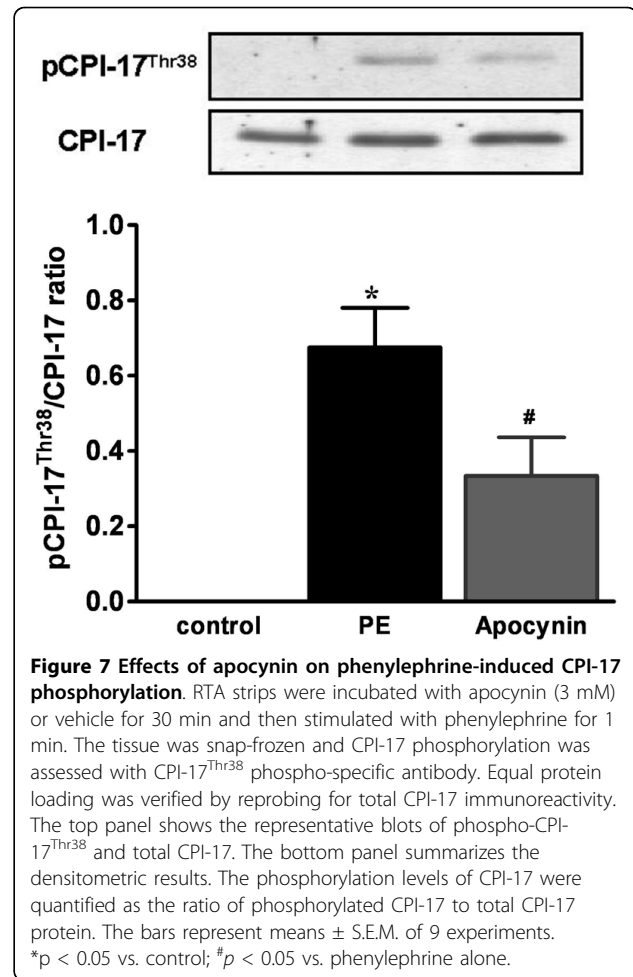 pCPI-17Thr38
CPI-17
1.0
0.8
0.6
0.4
0.2
0.0
pCPI-17Thr38/CPI-17 ratio
*
#
control PE Apocynin
Figure 7 Effects of apocynin on phenylephrine-induced CPI-17
phosphorylation. RTA strips were incubated with apocynin (3 mM)
or vehicle for 30 min and then stimulated with phenylephrine for 1
min. The tissue was snap-frozen and CPI-17 phosphorylation was
assessed with CPI-17Thr38 phospho-specific antibody. Equal protein
loading was verified by reprobing for total CPI-17 immunoreactivity.
The top panel shows the representative blots of phospho-CPI-
17Thr38 and total CPI-17. The bottom panel summarizes the
densitometric results. The phosphorylation levels of CPI-17 were
quantified as the ratio of phosphorylated CPI-17 to total CPI-17
protein. The bars represent means ± S.E.M. of 9 experiments.
*p < 0.05 vs. control; #p < 0.05 vs. phenylephrine alone.